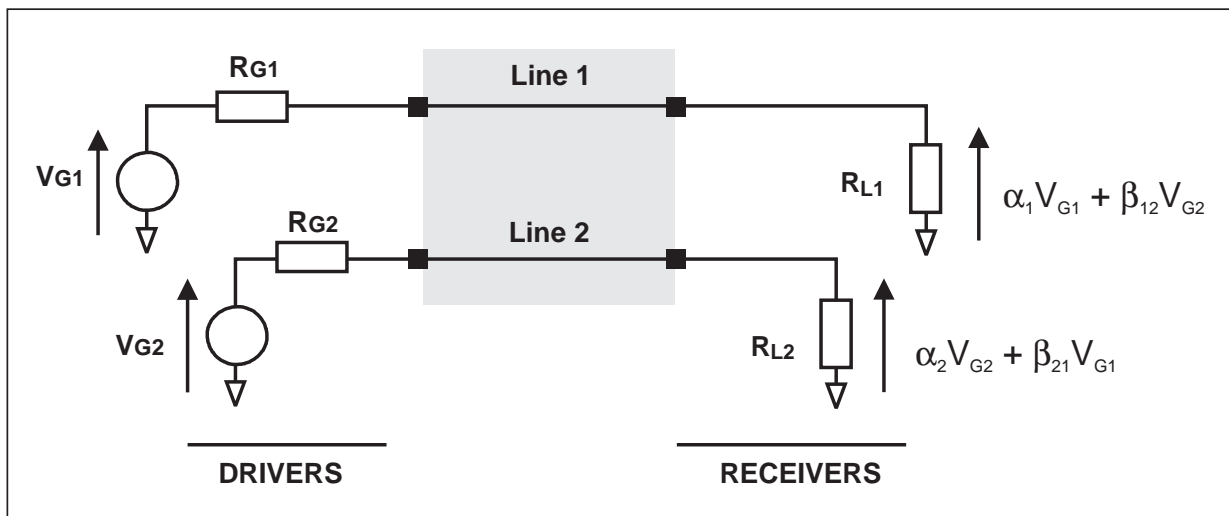 RG1
Line 1
VG1
RL1
α1VG1 + β12VG2
RG2
Line 2
VG2
RL2
α2VG2 + β21VG1
DRIVERS
RECEIVERS